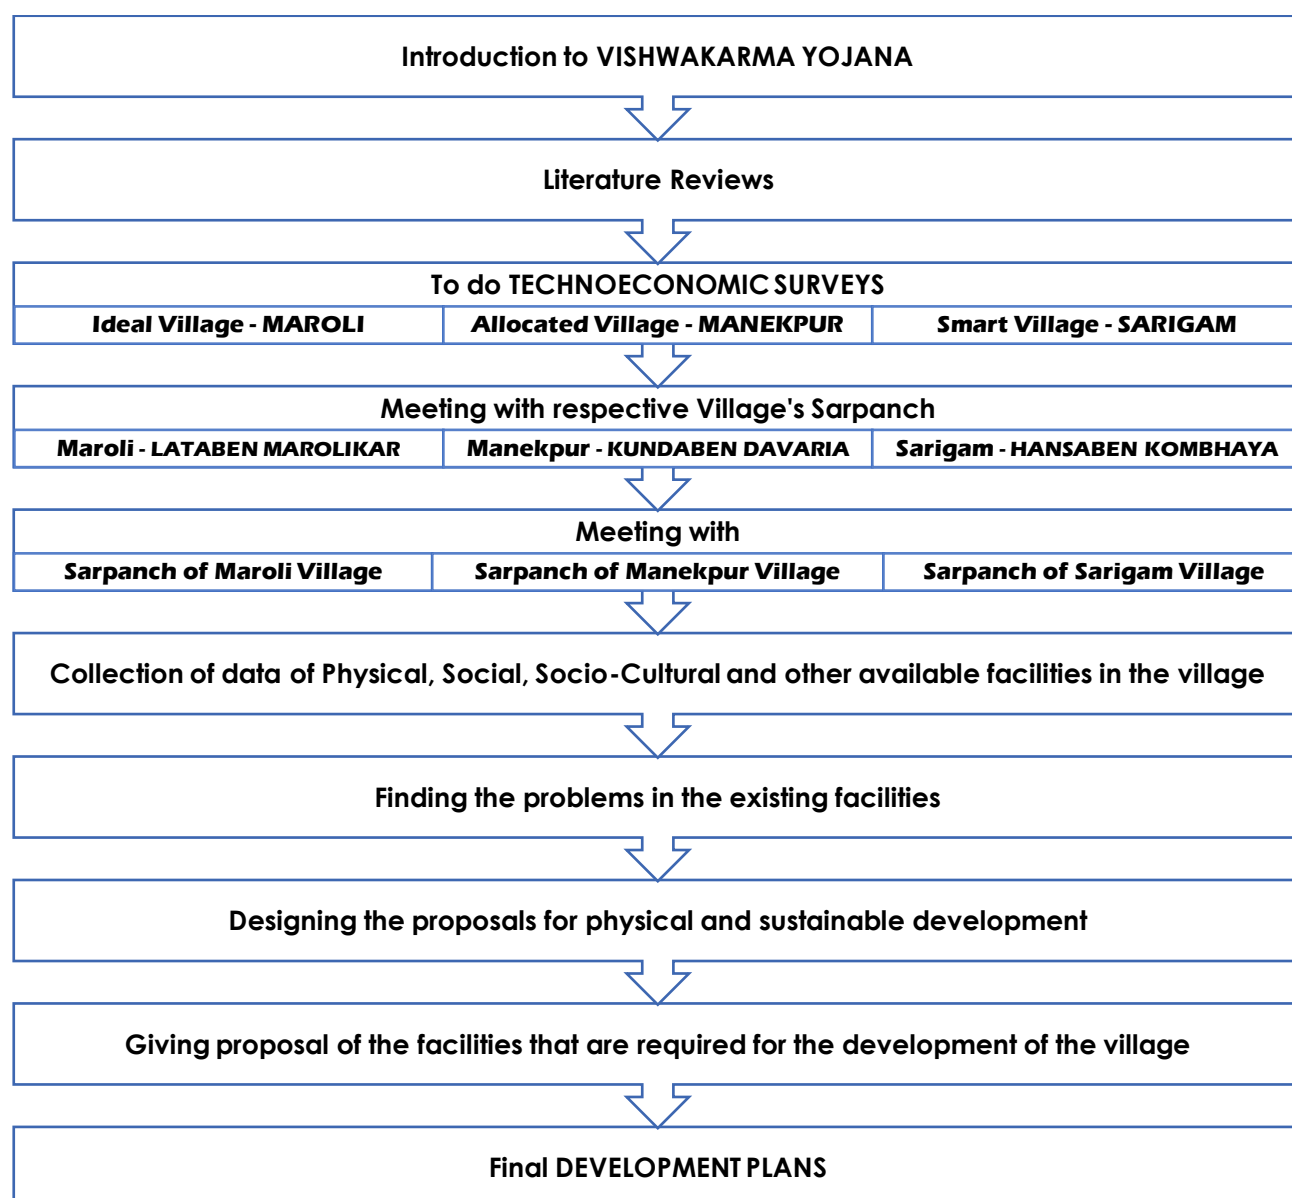 Introduction to VISHWAKARMA YOJANA
Literature Reviews
To do TECHNOECONOMIC SURVEYS
Ideal Village - MAROLI
Allocated Village - MANEKPUR
Smart Village - SARIGAM
Meeting with respective Village's Sarpanch
Maroli - LATABEN MAROLIKAR
Manekpur - KUNDABEN DAVARIA
Sarigam - HANSABEN KOMBHAYA
Meeting with
Sarpanch of Maroli Village
Sarpanch of Manekpur Village
Sarpanch of Sarigam Village
Collection of data of Physical, Social, Socio-Cultural and other available facilities in the village
Finding the problems in the existing facilities
Designing the proposals for physical and sustainable development
Giving proposal of the facilities that are required for the development of the village
Final DEVELOPMENT PLANS